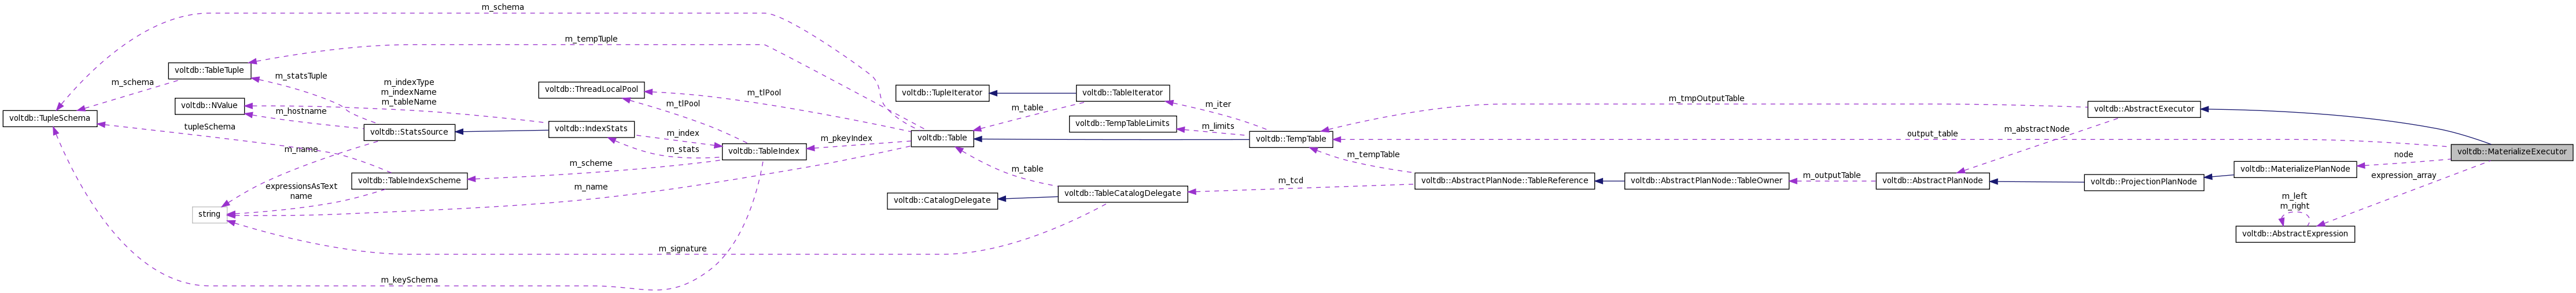 m_schema
m_tempTuple
voltdb::TableTuple
m_schema
m_statsTuple
m_indexType
m_indexName
m_tableName
voltdb::ThreadLocalPool
m_tlPool
voltdb::TupleIterator
voltdb::TableIterator
m_tmpOutputTable
voltdb::NValue
m_hostname
m_tlPool
m_table
m_iter
voltdb::AbstractExecutor
voltdb::TupleSchema
tupleSchema
voltdb::StatsSource
voltdb::IndexStats
m_index
m_stats
m_pkeyIndex
voltdb::Table
voltdb::TempTableLimits
m_limits
voltdb::TempTable
output_table
m_abstractNode
m_name
voltdb::TableIndex
m_scheme
m_tempTable
voltdb::MaterializeExecutor
node
expressionsAsText
name
voltdb::TableIndexScheme
m_name
m_table
m_tcd
voltdb::AbstractPlanNode::TableReference
voltdb::AbstractPlanNode::TableOwner
m_outputTable
voltdb::AbstractPlanNode
voltdb::ProjectionPlanNode
voltdb::MaterializePlanNode
expression_array
string
voltdb::CatalogDelegate
voltdb::TableCatalogDelegate
m_left
m_right
voltdb::AbstractExpression
m_signature
m_keySchema